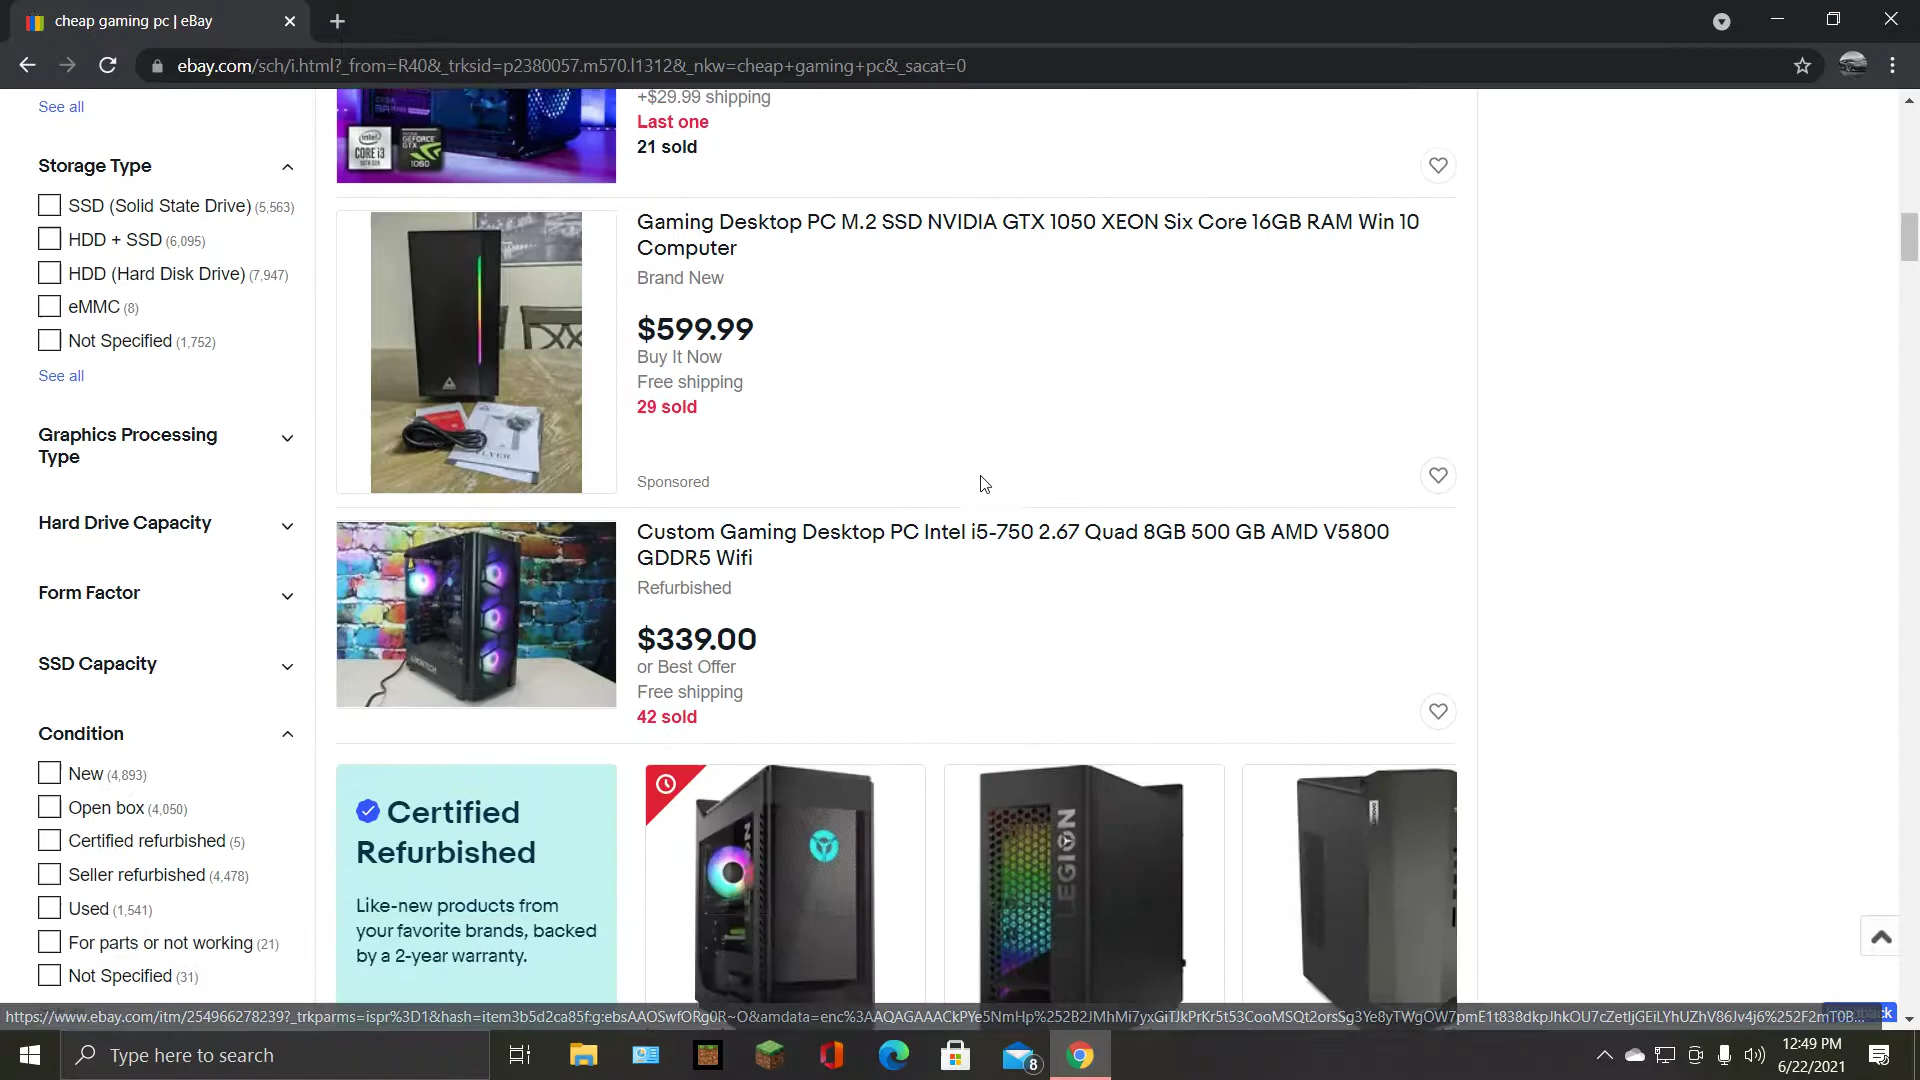 cheap gaming pc | eBay
ebay.com/sch/i.html?_from=R40&_trksid=p2380057.m570.l1312&_nkw=cheap+gaming+pc&_sacat=0
See all
Storage Type
SSD (Solid State Drive) (5,563)
HDD + SSD (6,095)
HDD (Hard Disk Drive) (7,947)
eMMC (8)
Not Specified (1,752)
See all
Graphics Processing
Type
Hard Drive Capacity
Form Factor
SSD Capacity
Condition
New (4,893)
Open box (4,050)
Certified refurbished (5)
Seller refurbished (4,478)
Used (1,541)
For parts or not working (21)
Not Specified (31)
intel
CORE i3
GEFORCE
GTX
1050
+$29.99 shipping
Last one
21 sold
Gaming Desktop PC M.2 SSD NVIDIA GTX 1050 XEON Six Core 16GB RAM Win 10
Computer
Brand New
$599.99
Buy It Now
Free shipping
29 sold
Sponsored
Custom Gaming Desktop PC Intel i5-750 2.67 Quad 8GB 500 GB AMD V5800
GDDR5 Wifi
Refurbished
$339.00
or Best Offer
Free shipping
42 sold
Certified
Refurbished
Like-new products from
your favorite brands, backed
by a 2-year warranty.
LEGION
Type here to search
8
12:49 PM
6/22/2021